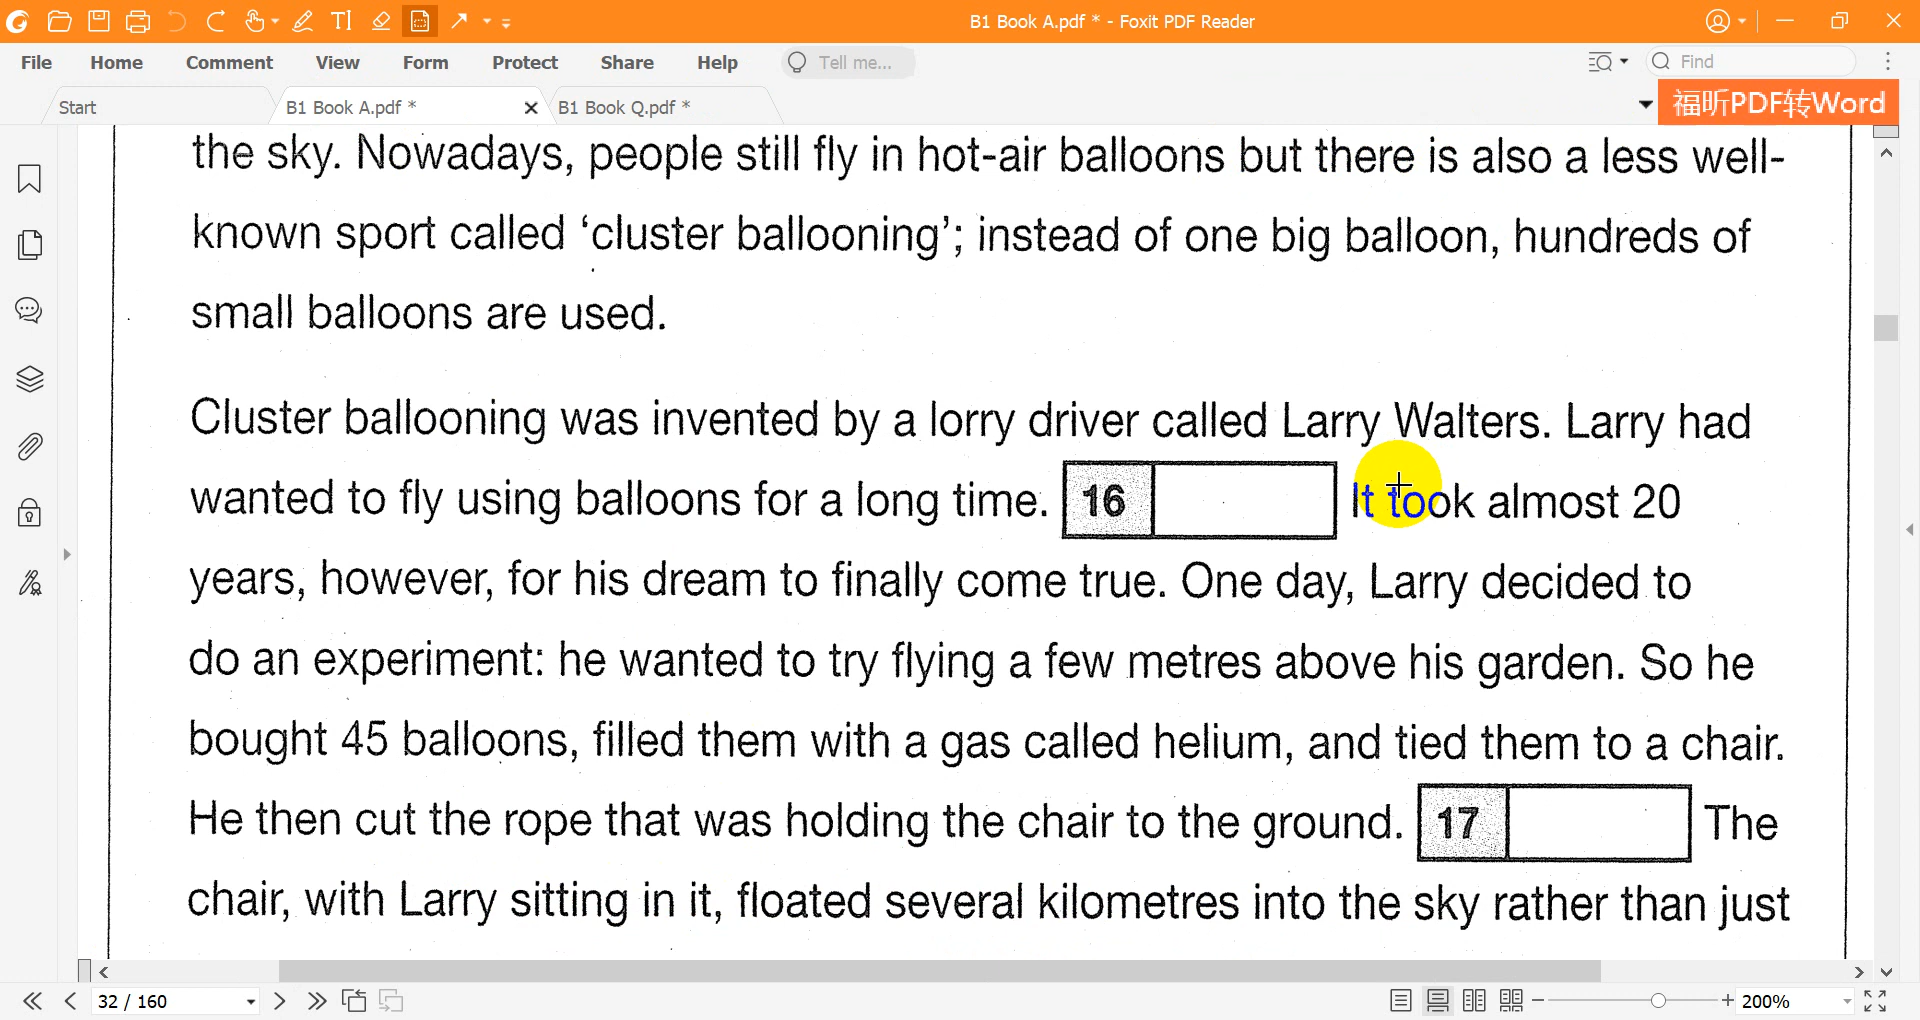 B1 Book A.pdf * - Foxit PDF Reader
File Home Comment View Form Protect Share Help Tell me... Find
Start B1 Book A.pdf * B1 Book Q.pdf * 福昕PDF转Word
the sky. Nowadays, people still fly in hot-air balloons but there is also a less well-
known sport called ‘cluster ballooning’; instead of one big balloon, hundreds of
small balloons are used.
Cluster ballooning was invented by a lorry driver called Larry Walters. Larry had
wanted to fly using balloons for a long time. 16 It took almost 20
years, however, for his dream to finally come true. One day, Larry decided to
do an experiment: he wanted to try flying a few metres above his garden. So he
bought 45 balloons, filled them with a gas called helium, and tied them to a chair.
He then cut the rope that was holding the chair to the ground. 17 The
chair, with Larry sitting in it, floated several kilometres into the sky rather than just
32 / 160 200%